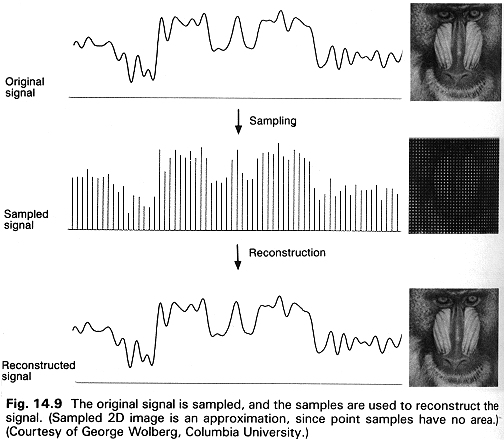 Original
signal
Sampling
Sampled
signal
Reconstruction
Reconstructed
signal
Fig. 14.9 The original signal is sampled, and the samples are used to reconstruct the
signal. (Sampled 2D image is an approximation, since point samples have no area.)
(Courtesy of George Wolberg, Columbia University.)